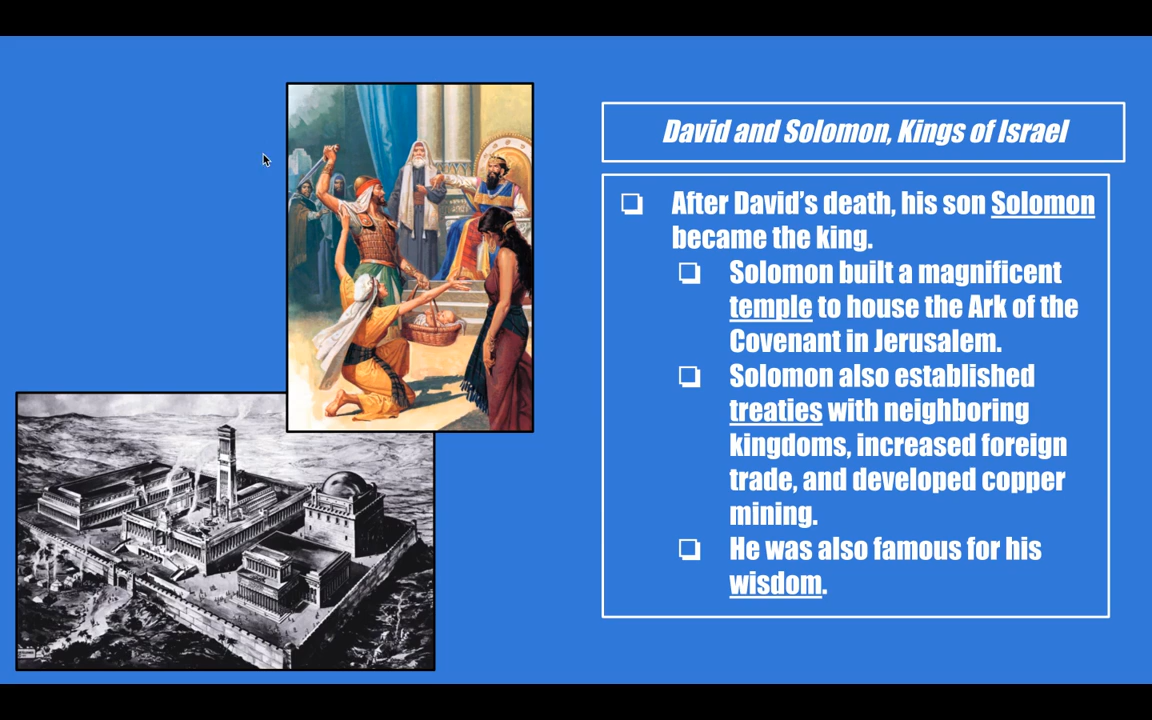 David and Solomon, Kings of Israel
After David's death, his son Solomon
became the king.
Solomon built a magnificent
temple to house the Ark of the
Covenant in Jerusalem.
Solomon also established
treaties with neighboring
kingdoms, increased foreign
trade, and developed copper
mining.
He was also famous for his
wisdom.